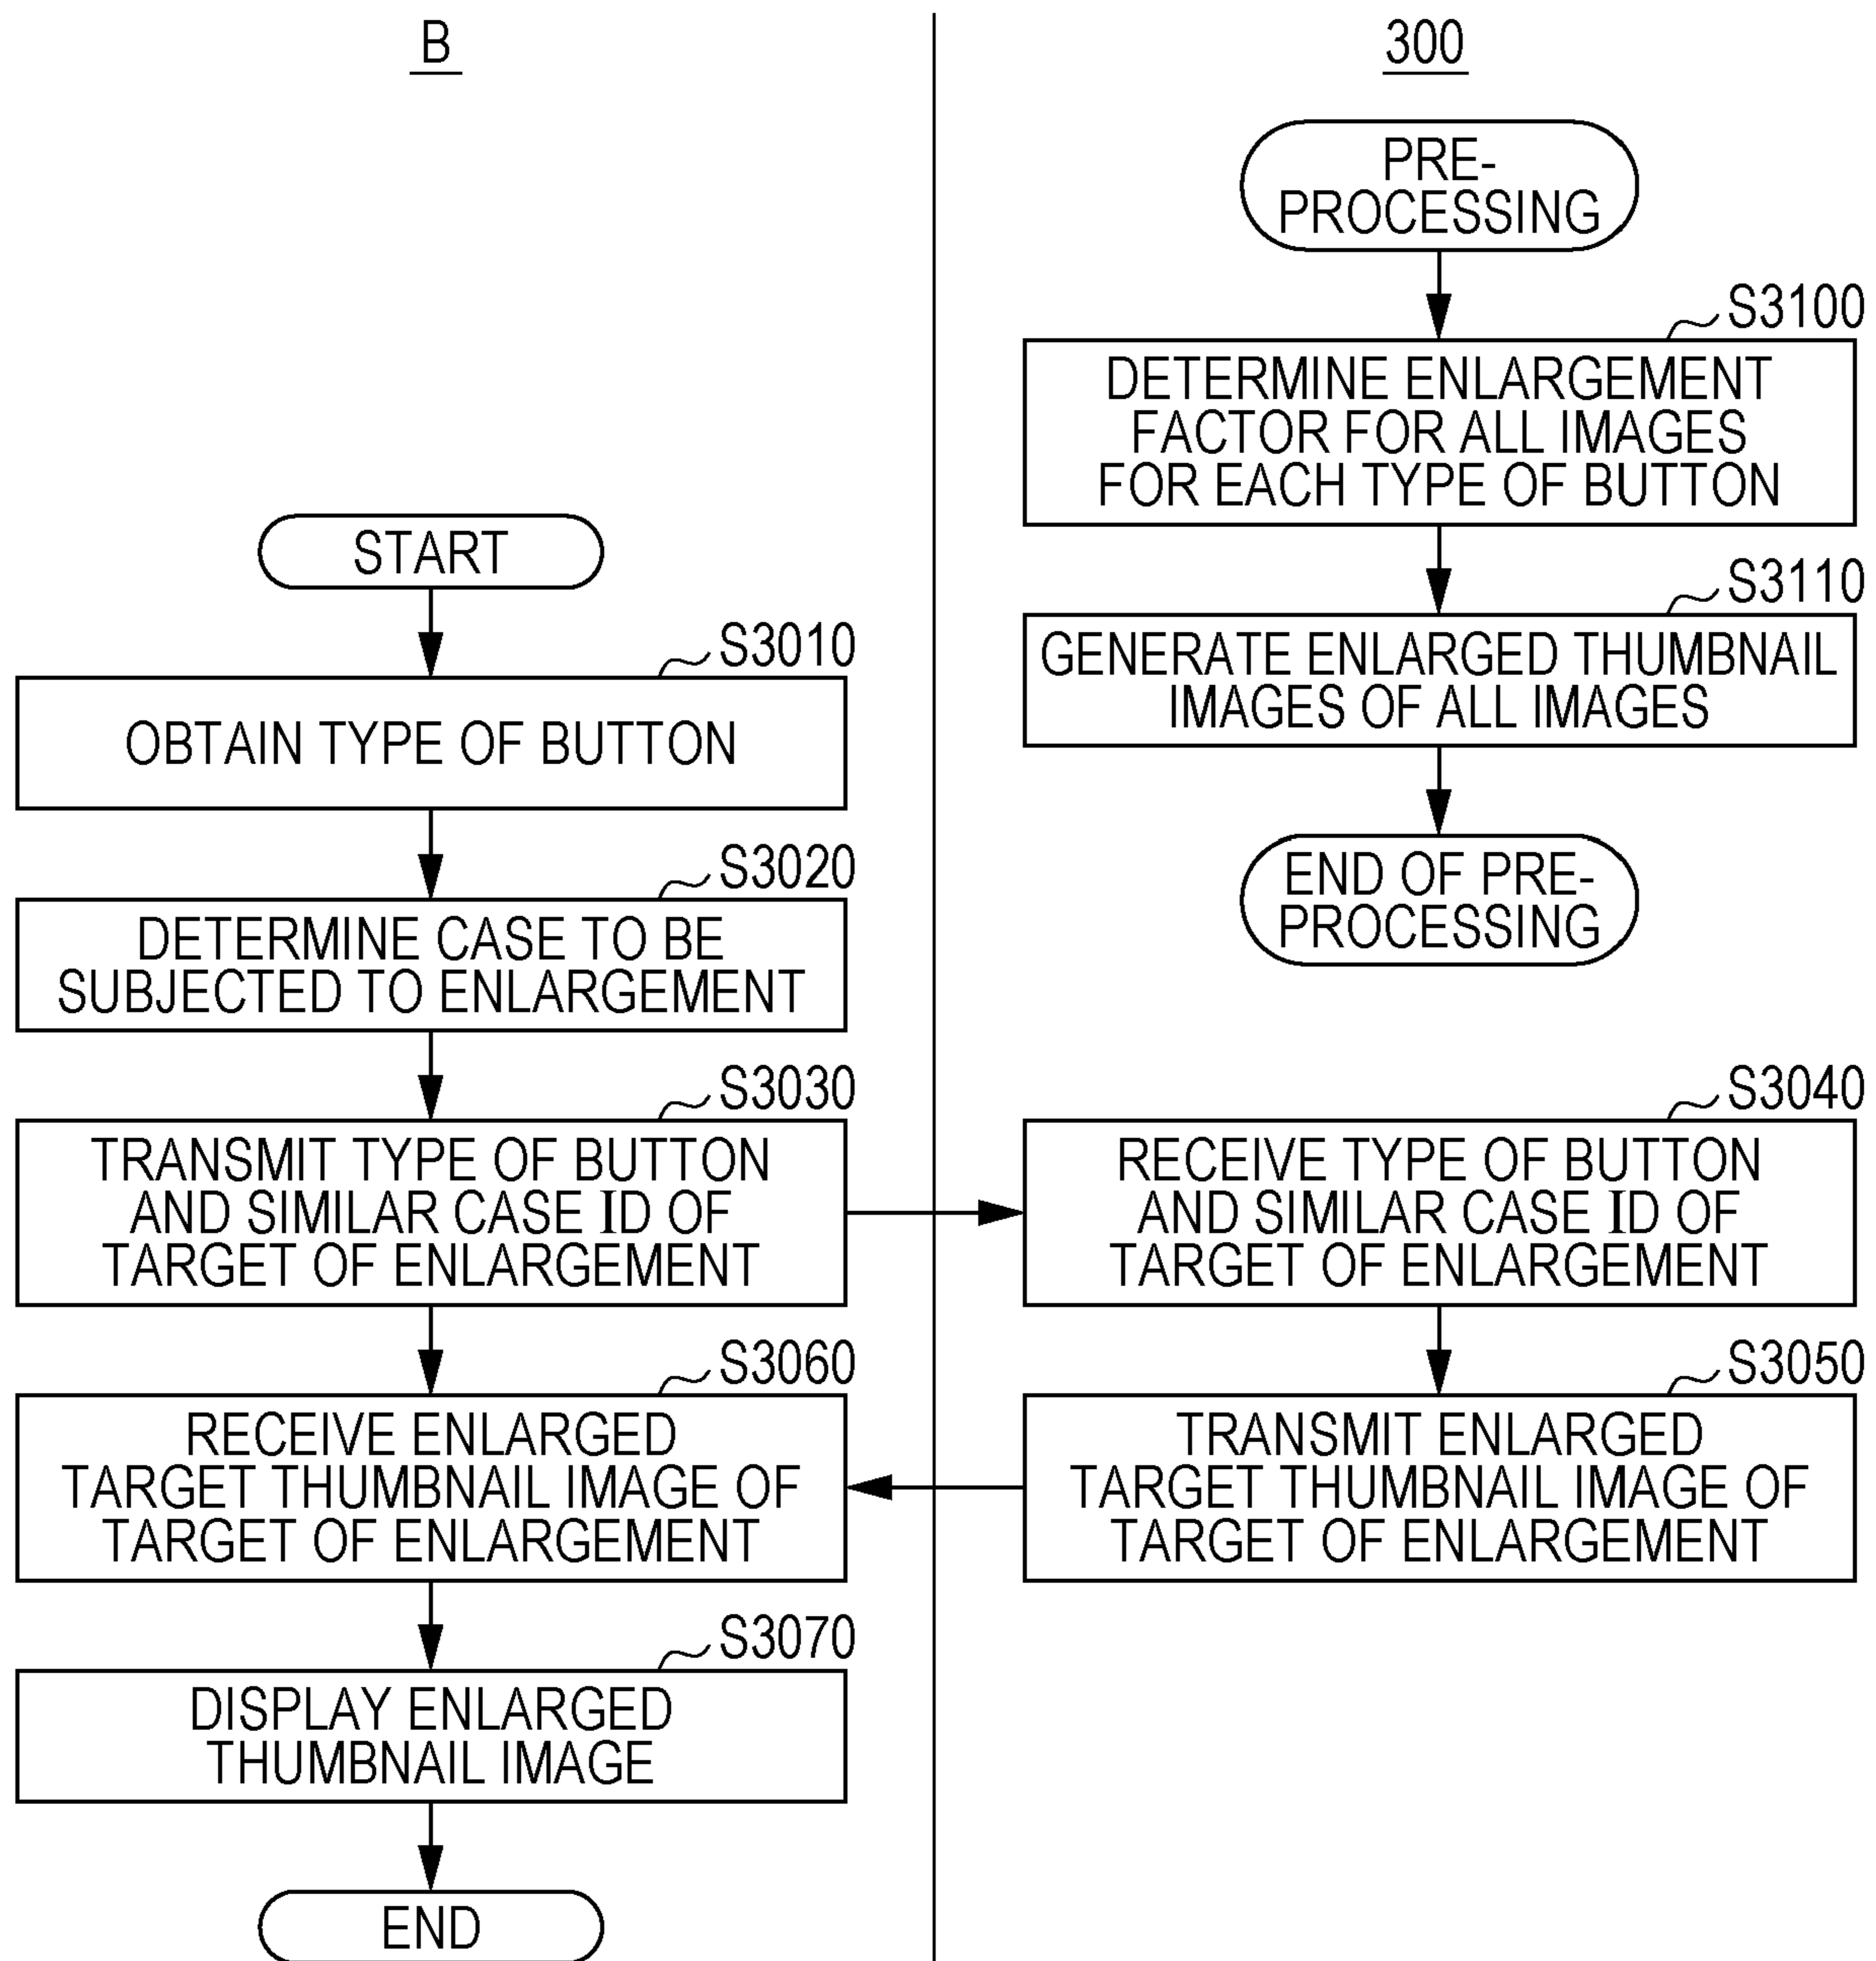 B
START
S3010
OBTAIN TYPE OF BUTTON
S3020
DETERMINE CASE TO BE
SUBJECTED TO ENLARGEMENT
S3030
TRANSMIT TYPE OF BUTTON
AND SIMILAR CASE ID OF
TARGET OF ENLARGEMENT
S3060
RECEIVE ENLARGED
TARGET THUMBNAIL IMAGE OF
TARGET OF ENLARGEMENT
S3070
DISPLAY ENLARGED
THUMBNAIL IMAGE
END
300
PRE-
PROCESSING
S3100
DETERMINE ENLARGEMENT
FACTOR FOR ALL IMAGES
FOR EACH TYPE OF BUTTON
S3110
GENERATE ENLARGED THUMBNAIL
IMAGES OF ALL IMAGES
END OF PRE-
PROCESSING
S3040
RECEIVE TYPE OF BUTTON
AND SIMILAR CASE ID OF
TARGET OF ENLARGEMENT
S3050
TRANSMIT ENLARGED
TARGET THUMBNAIL IMAGE OF
TARGET OF ENLARGEMENT